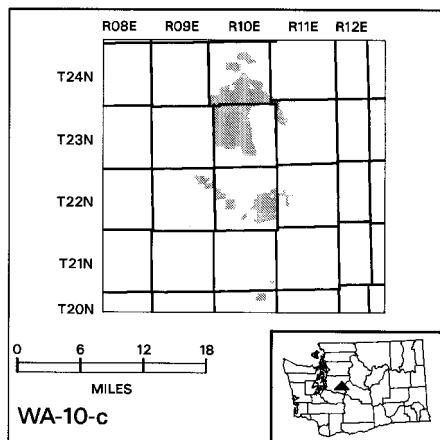 R08E R09E R10E R11E R12E
T24N
T23N
T22N
T21N
T20N
0 6 12 18
MILES
WA-10-c